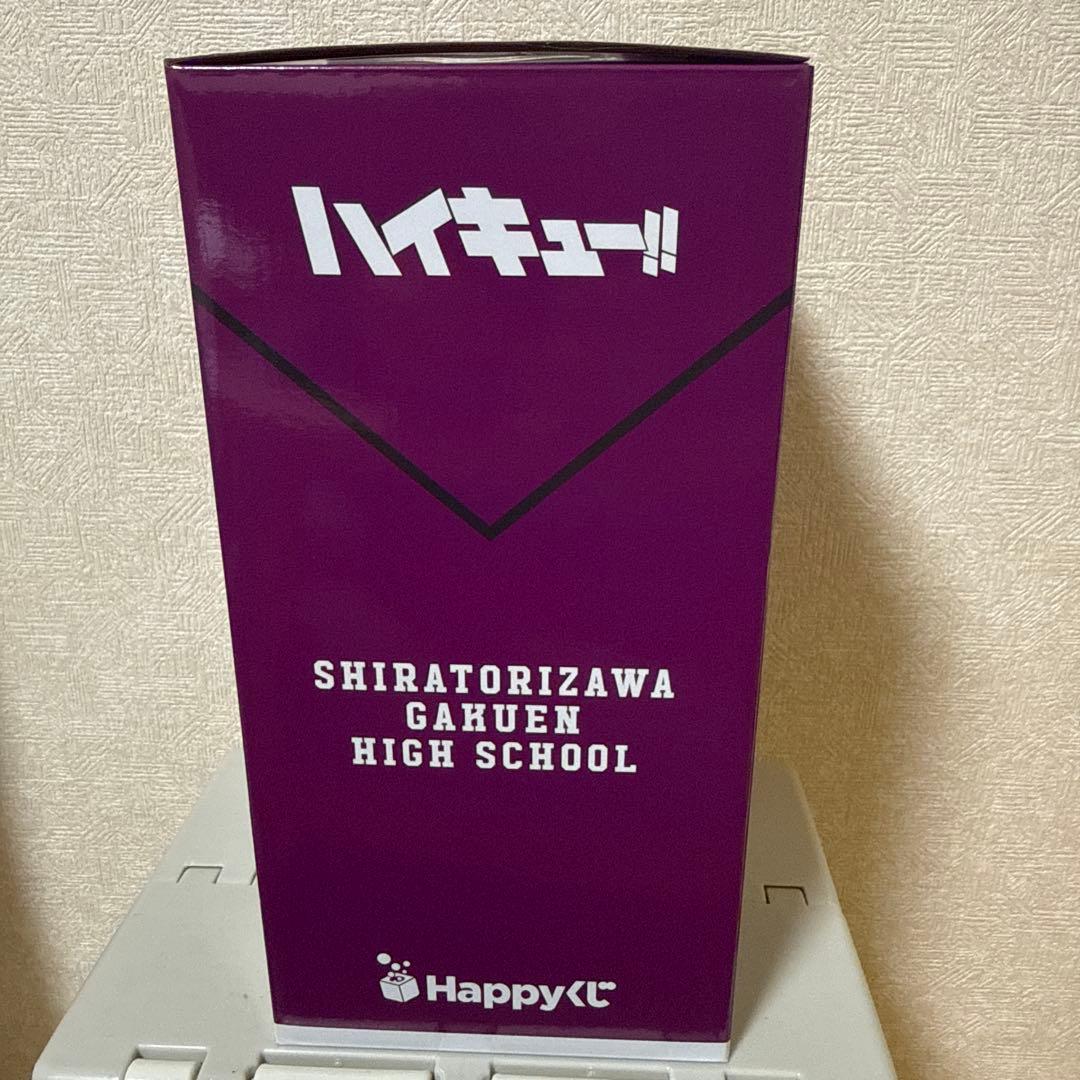 ハイキュー!!
SHIRATORIZAWA
GAKUEN
HIGH SCHOOL
Happyくじ